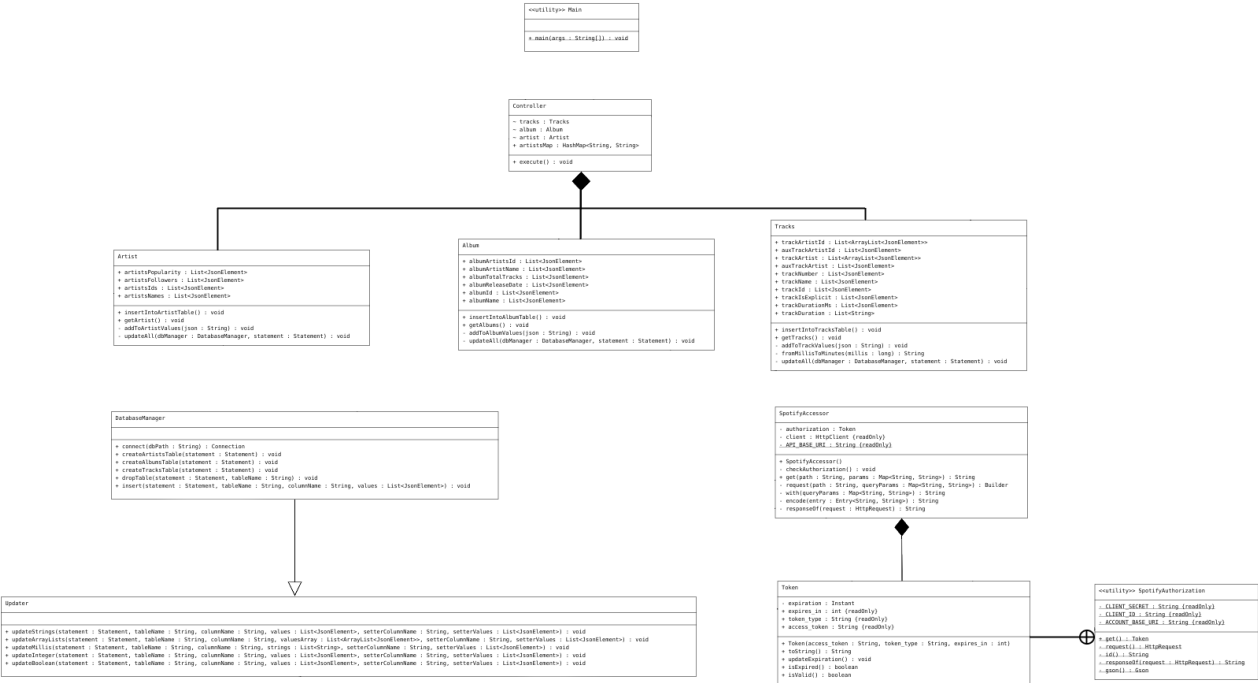 <<utility>> Main
+ main(args : String[]) : void
Controller
~ tracks : Tracks
~ album : Album
~ artist : Artist
+ artistsMap : HashMap<String, String>
+ execute() : void
Artist
+ artistsPopularity : List<JsonElement>
+ artistsFollowers : List<JsonElement>
+ artistsIds : List<JsonElement>
+ artistsNames : List<JsonElement>
+ insertIntoArtistTable() : void
+ getArtist() : void
- addToArtistValues(json : String) : void
- updateAll(dbManager : DatabaseManager, statement : Statement) : void
Album
+ albumArtistsId : List<JsonElement>
+ albumArtistName : List<JsonElement>
+ albumTotalTracks : List<JsonElement>
+ albumReleaseDate : List<JsonElement>
+ albumId : List<JsonElement>
+ albumName : List<JsonElement>
+ insertIntoAlbumTable() : void
+ getAlbums() : void
- addToAlbumValues(json : String) : void
- updateAll(dbManager : DatabaseManager, statement : Statement) : void
Tracks
+ trackArtistId : List<ArrayList<JsonElement>>
+ auxTrackArtistId : List<JsonElement>
+ trackArtist : List<ArrayList<JsonElement>>
+ auxTrackArtist : List<JsonElement>
+ trackNumber : List<JsonElement>
+ trackName : List<JsonElement>
+ trackId : List<JsonElement>
+ trackIsExplicit : List<JsonElement>
+ trackDurationMs : List<JsonElement>
+ trackDuration : List<String>
+ insertIntoTracksTable() : void
+ getTracks() : void
- addToTrackValues(json : String) : void
- fromMillisToMinutes(millis : long) : String
- updateAll(dbManager : DatabaseManager, statement : Statement) : void
DatabaseManager
+ connect(dbPath : String) : Connection
+ createArtistsTable(statement : Statement) : void
+ createAlbumsTable(statement : Statement) : void
+ createTracksTable(statement : Statement) : void
+ dropTable(statement : Statement, tableName : String) : void
+ insert(statement : Statement, tableName : String, columnName : String, values : List<JsonElement>) : void
SpotifyAccessor
- authorization : Token
- client : HttpClient {readOnly}
- API_BASE_URI : String {readOnly}
+ SpotifyAccessor()
- checkAuthorization() : void
+ get(path : String, params : Map<String, String>) : String
- request(path : String, queryParams : Map<String, String>) : Builder
- with(queryParams : Map<String, String>) : String
- encode(entry : Entry<String, String>) : String
- responseOf(request : HttpRequest) : String
Updater
+ updateStrings(statement : Statement, tableName : String, columnName : String, values : List<JsonElement>, setterColumnName : String, setterValues : List<JsonElement>) : void
+ updateArrayLists(statement : Statement, tableName : String, columnName : String, valuesArray : List<ArrayList<JsonElement>>, setterColumnName : String, setterValues : List<JsonElement>) : void
+ updateMillis(statement : Statement, tableName : String, columnName : String, strings : List<String>, setterColumnName : String, setterValues : List<JsonElement>) : void
+ updateInteger(statement : Statement, tableName : String, columnName : String, values : List<JsonElement>, setterColumnName : String, setterValues : List<JsonElement>) : void
+ updateBoolean(statement : Statement, tableName : String, columnName : String, values : List<JsonElement>, setterColumnName : String, setterValues : List<JsonElement>) : void
Token
- expiration : Instant
+ expires_in : int {readOnly}
+ token_type : String {readOnly}
+ access_token : String {readOnly}
+ Token(access_token : String, token_type : String, expires_in : int)
+ toString() : String
+ updateExpiration() : void
+ isExpired() : boolean
+ isValid() : boolean
<<utility>> SpotifyAuthorization
- CLIENT_SECRET : String {readOnly}
- CLIENT_ID : String {readOnly}
- ACCOUNT_BASE_URI : String {readOnly}
+ get() : Token
- request() : HttpRequest
- id() : String
- responseOf(request : HttpRequest) : String
- gson() : Gson